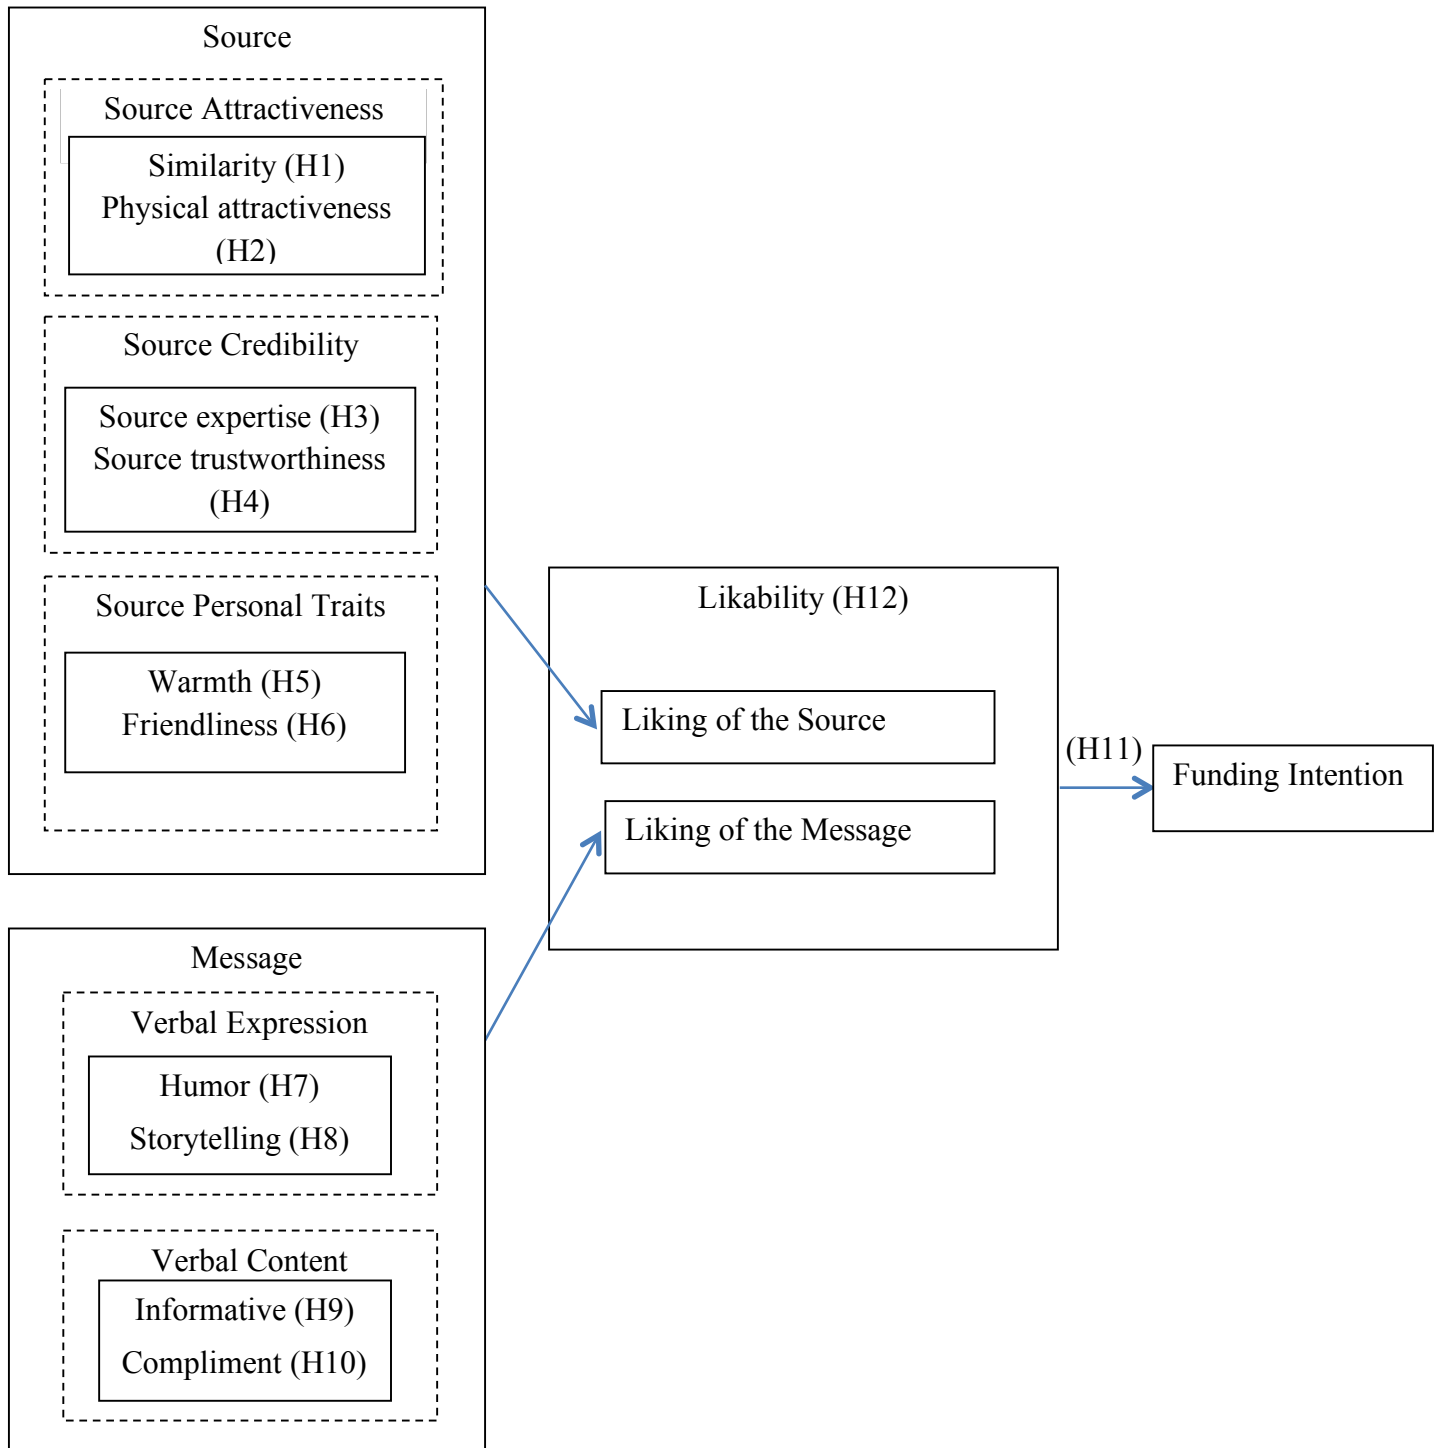 Source
Source Attractiveness
Similarity (H1)
Physical attractiveness
(H2)
Source Credibility
Source expertise (H3)
Source trustworthiness
(H4)
Source Personal Traits
Warmth (H5)
Friendliness (H6)
Likability (H12)
Liking of the Source
Liking of the Message
(H11)
Funding Intention
Message
Verbal Expression
Humor (H7)
Storytelling (H8)
Verbal Content
Informative (H9)
Compliment (H10)